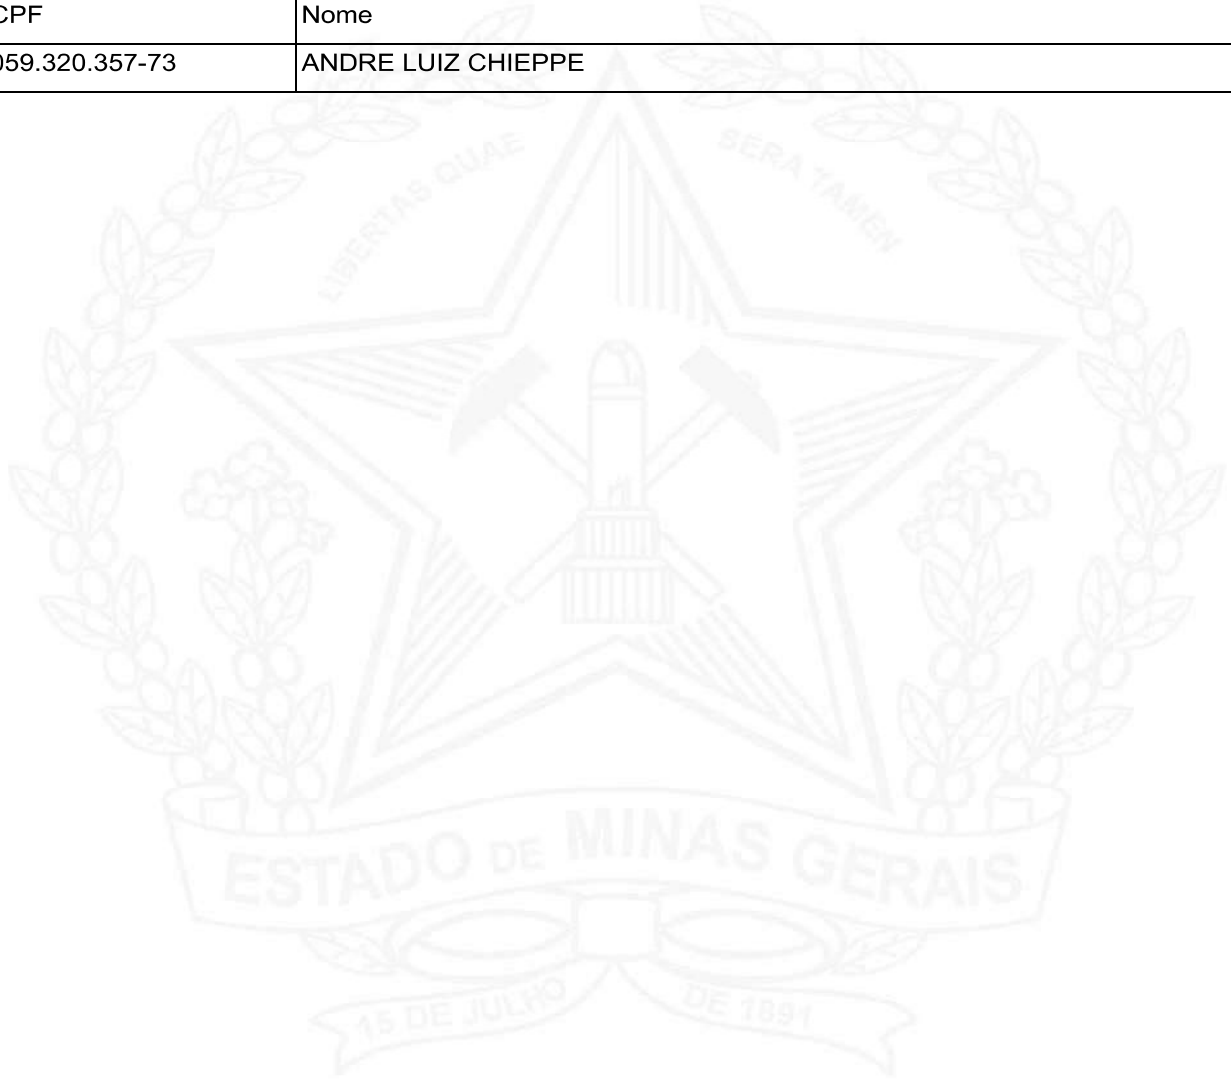 CPF Nome
059.320.357-73 ANDRE LUIZ CHIEPPE
LIBERTAS QUAE SERA TAMEN
ESTADO DE MINAS GERAIS
15 DE JULHO DE 1891